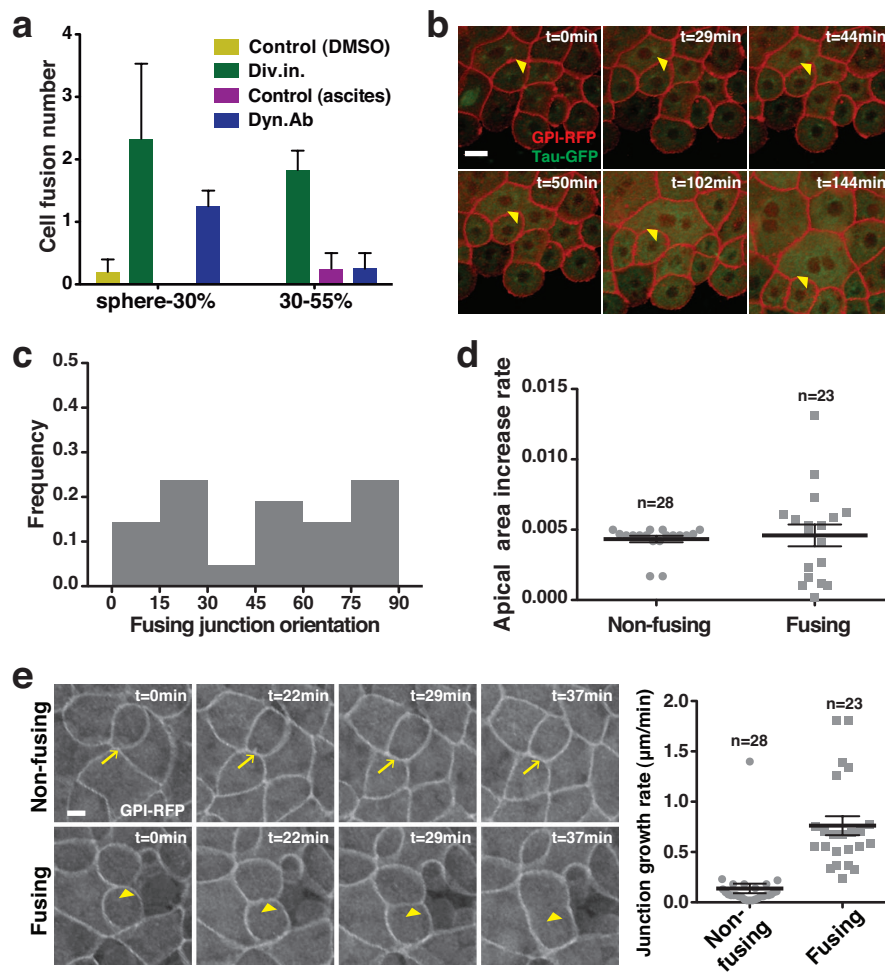 a
Cell fusion number
4
3
2
1
0
Control (DMSO)
Div.in.
Control (ascites)
Dyn.Ab
sphere-30%
30-55%
b
t=0min
t=29min
t=44min
GPI-RFP
Tau-GFP
t=50min
t=102min
t=144min
c
Frequency
0.5
0.3
0.2
0.1
0.0
0
15
30
45
60
75
90
Fusing junction orientation
d
Apical area increase rate
0.015
0.010
0.005
0.000
n=28
n=23
Non-fusing
Fusing
e
Non-fusing
t=0min
t=22min
t=29min
t=37min
GPI-RFP
Fusing
t=0min
t=22min
t=29min
t=37min
Junction growth rate (µm/min)
2.0
1.5
1.0
0.5
0.0
n=28
n=23
Non-
fusing
Fusing